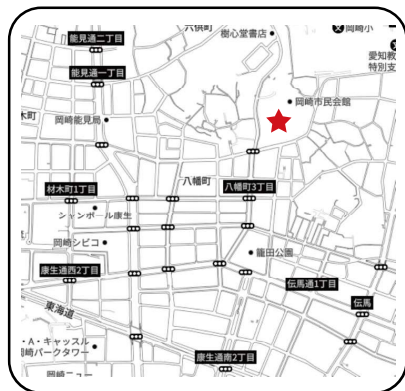 六供町
樹心堂書店
岡崎小
能見通二丁目
愛知教
特別支
能見通一丁目
岡崎市民会館
岡崎能見局
木町
八幡町
材木町1丁目
八幡町3丁目
シャンボール康生
岡崎シビコ
籠田公園
康生通西2丁目
伝馬通1丁目
伝馬
東海道
・A・キャッスル
岡崎パークタワー
康生通南2丁目
岡崎ニュー